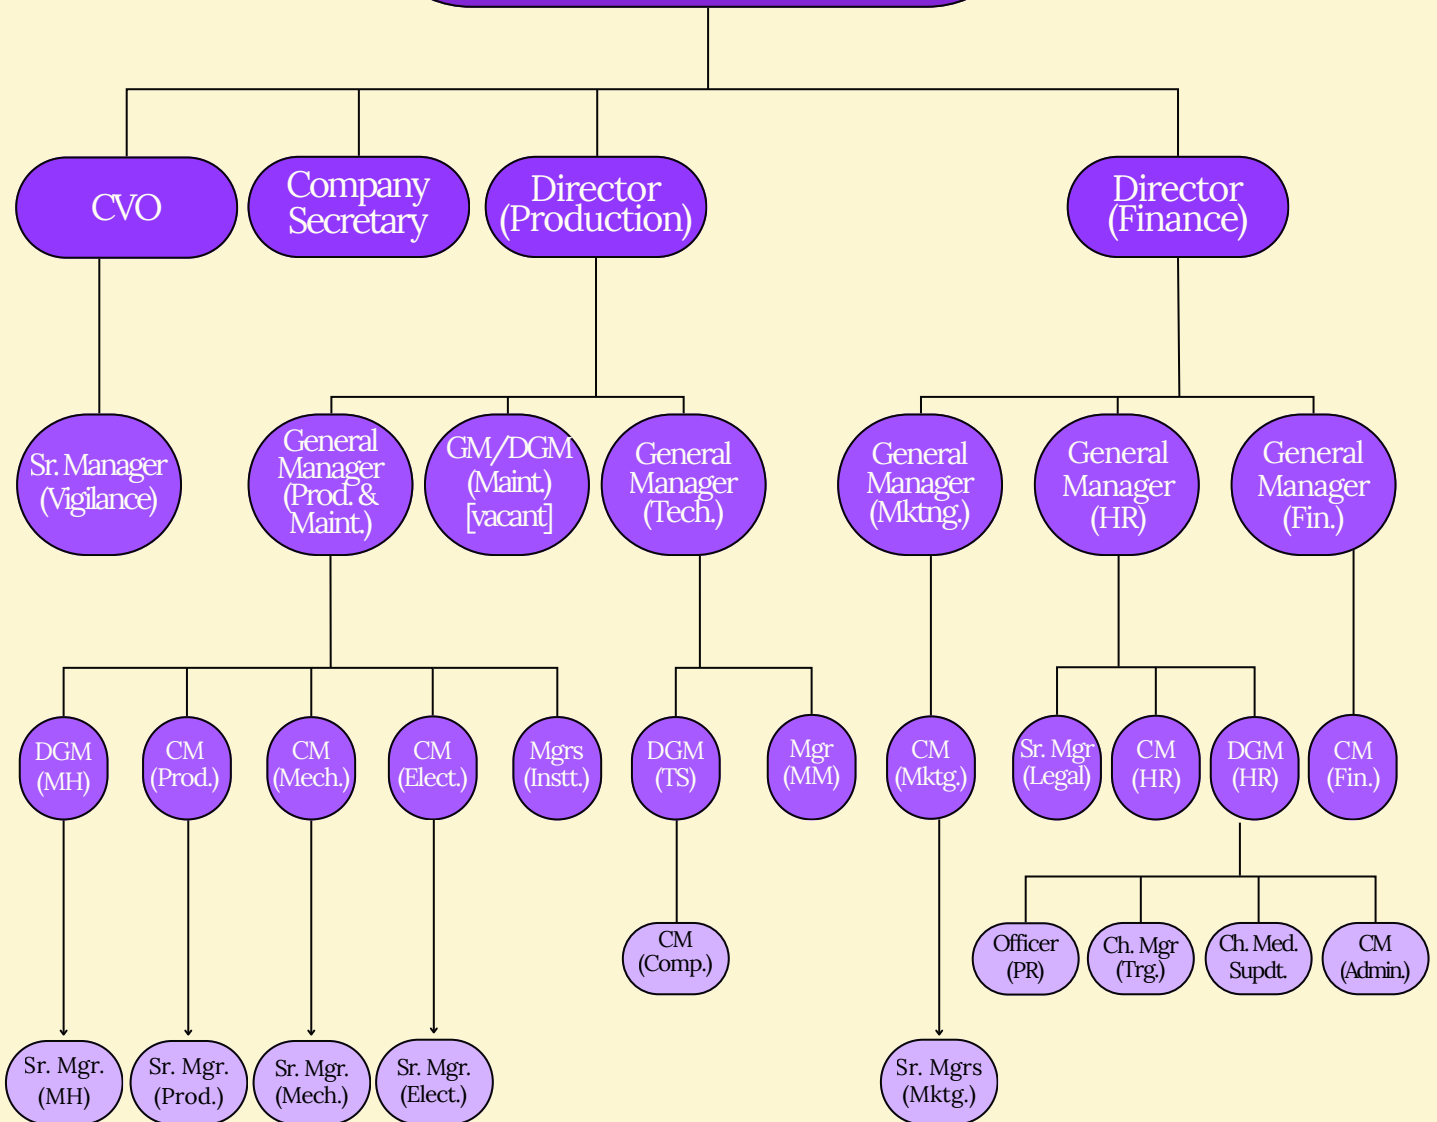 CVO
Company
Secretary
Director
(Production)
Director
(Finance)
Sr. Manager
(Vigilance)
General
Manager
(Prod. &
Maint.)
GM/DGM
(Maint.)
[vacant]
General
Manager
(Tech.)
General
Manager
(Mktng.)
General
Manager
(HR)
General
Manager
(Fin.)
DGM
(MH)
CM
(Prod.)
CM
(Mech.)
CM
(Elect.)
Mgrs
(Instt.)
DGM
(TS)
Mgr
(MM)
CM
(Mktg.)
Sr. Mgr
(Legal)
CM
(HR)
DGM
(HR)
CM
(Fin.)
CM
(Comp.)
Officer
(PR)
Ch. Mgr
(Trg.)
Ch. Med.
Supdt.
CM
(Admin.)
Sr. Mgr.
(MH)
Sr. Mgr.
(Prod.)
Sr. Mgr.
(Mech.)
Sr. Mgr.
(Elect.)
Sr. Mgrs
(Mktg.)